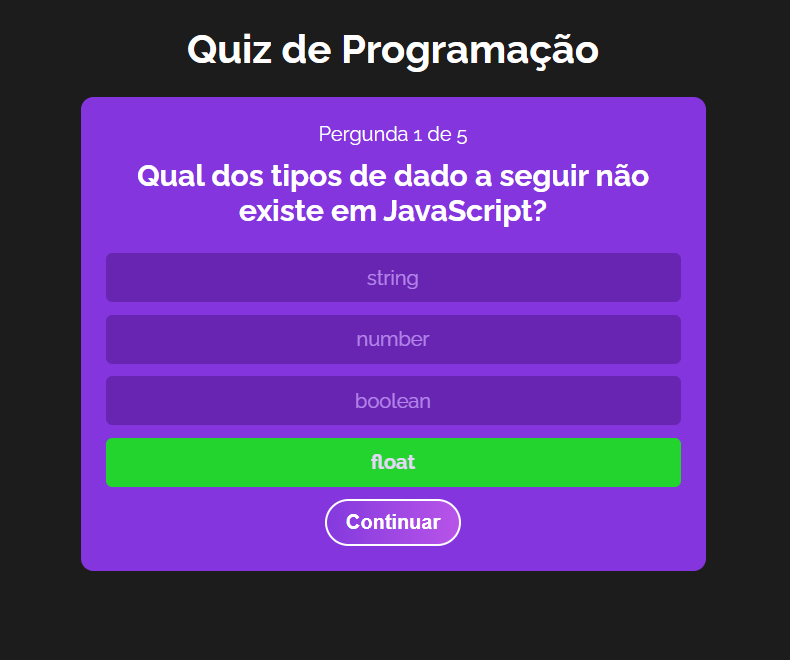 Quiz de Programação
Pergunda 1 de 5
Qual dos tipos de dado a seguir não
existe em JavaScript?
string
number
boolean
float
Continuar